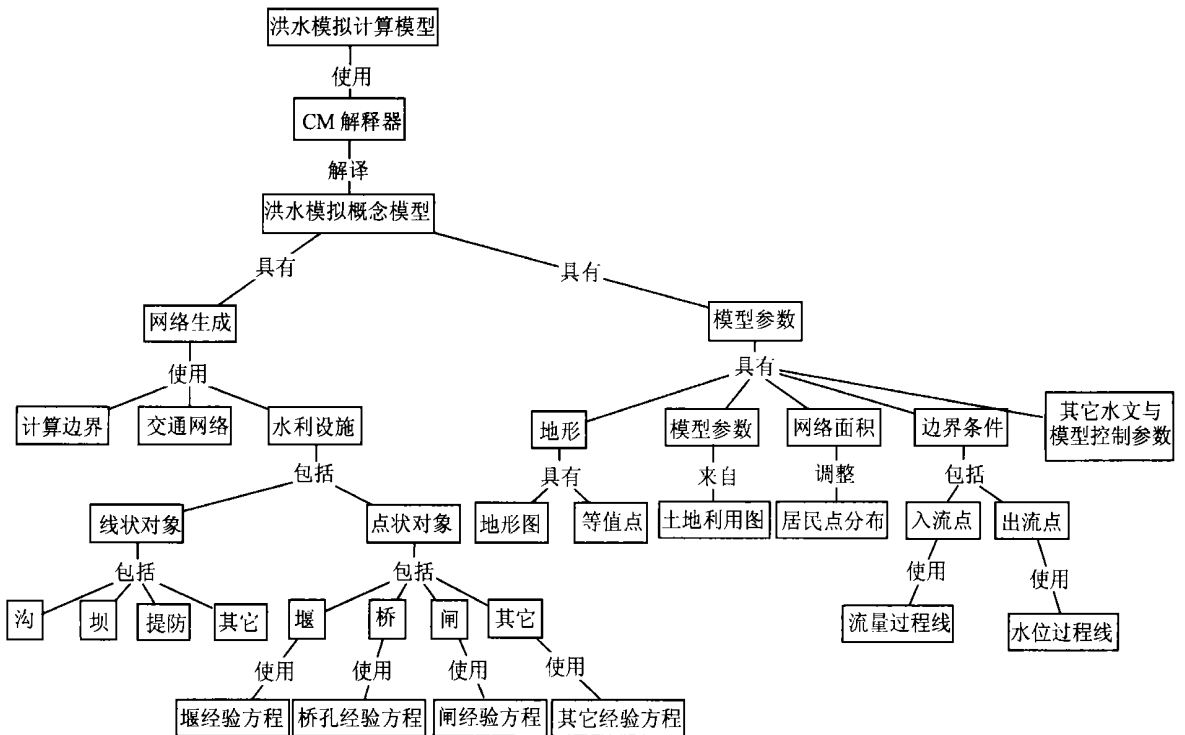 洪水模拟计算模型
使用
CM 解释器
解译
洪水模拟概念模型
具有
具有
网络生成
模型参数
使用
具有
计算边界
交通网络
水利设施
地形
模型参数
网络面积
边界条件
其它水文与
模型控制参数
包括
具有
来自
调整
包括
线状对象
点状对象
地形图
等值点
土地利用图
居民点分布
入流点
出流点
包括
包括
使用
使用
沟
坝
提防
其它
堰
桥
闸
其它
流量过程线
水位过程线
使用
使用
使用
使用
堰经验方程
桥孔经验方程
闸经验方程
其它经验方程